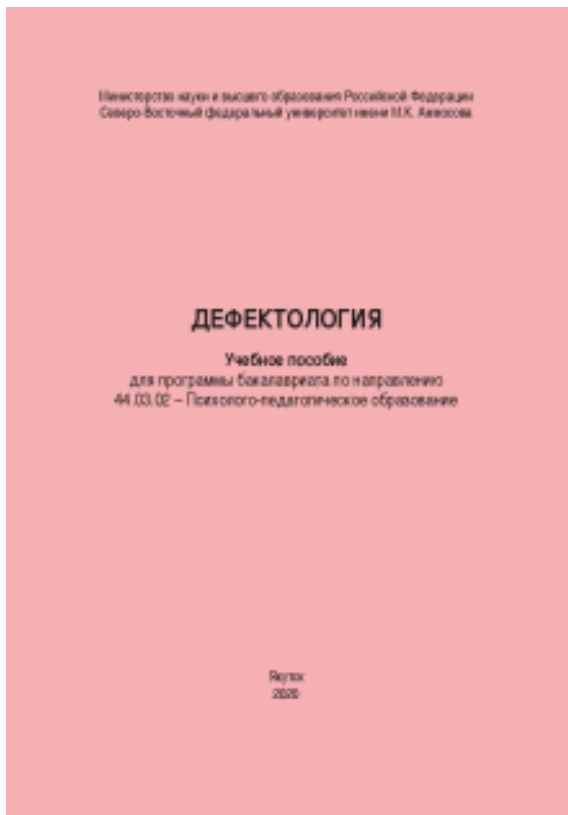 Министерство науки и высшего образования Российской Федерации
Северо-Восточный федеральный университет имени М.К. Аммосова
ДЕФЕКТОЛОГИЯ
Учебное пособие
для программы бакалавриата по направлению
44.03.02 – Психолого-педагогическое образование
Якутск
2020